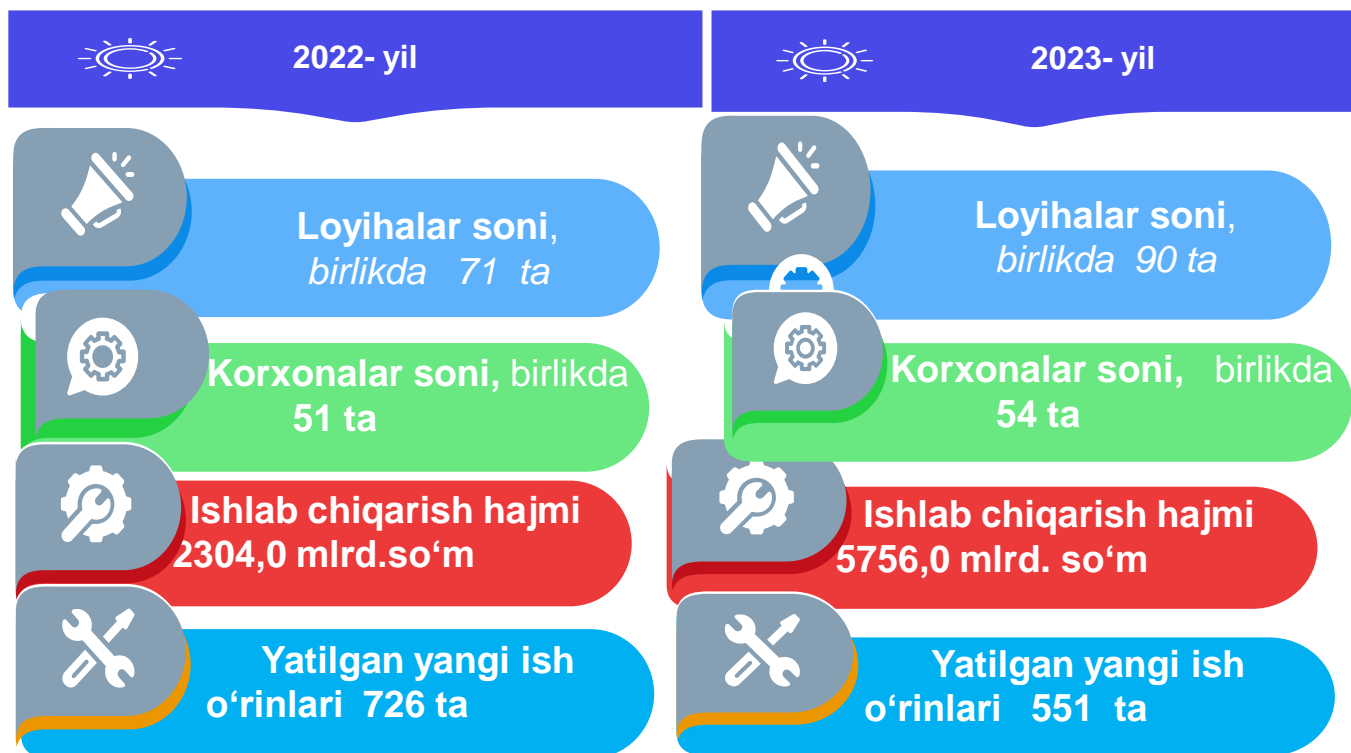 2022- yil
Loyihalar soni,
birlikda 71 ta
Korxonalar soni, birlikda
51 ta
Ishlab chiqarish hajmi
2304,0 mlrd.so‘m
Yatilgan yangi ish
o‘rinlari 726 ta
2023- yil
Loyihalar soni,
birlikda 90 ta
Korxonalar soni, birlikda
54 ta
Ishlab chiqarish hajmi
5756,0 mlrd. so‘m
Yatilgan yangi ish
o‘rinlari 551 ta